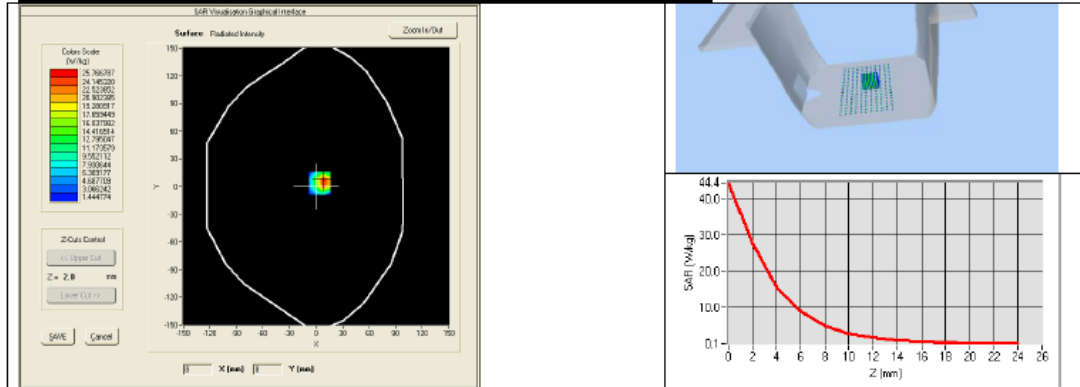 SAR Visualisation Graphical Interface
Surface Radiated Intensity
Zoom In/Out
Colors Scale
(W/kg)
25.766787
24.145320
22.523852
20.902385
19.280917
17.659449
16.037982
14.416514
12.795047
11.173579
9.552112
7.930644
6.309177
4.687709
3.066242
1.444774
150
120
90
60
30
0
-30
-60
-90
-120
-150
Y
-150 -120 -90 -60 -30 0 30 60 90 120 150
X
Z-Cuts Control
<< Upper Cut
Z = 2.0 mm
Lower Cut >>
SAVE Cancel
X (mm) Y (mm)
44.4
40.0
30.0
20.0
10.0
0.1
SAR (W/kg)
0 2 4 6 8 10 12 14 16 18 20 22 24 26
Z (mm)